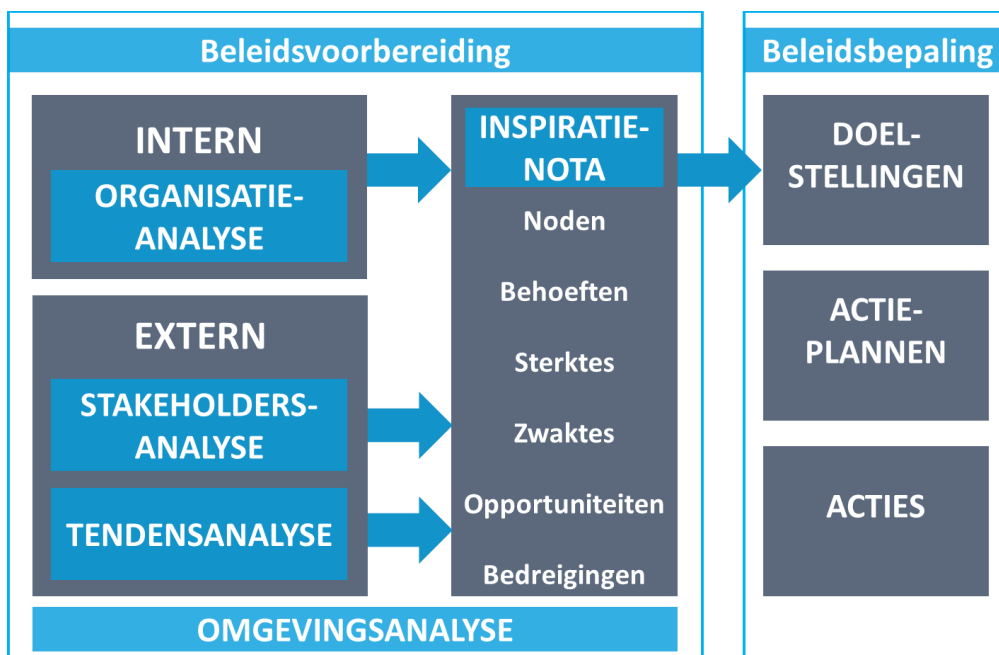 Beleidsvoorbereiding
INTERN
ORGANISATIE-
ANALYSE
EXTERN
STAKEHOLDERS-
ANALYSE
TENDENSANALYSE
INSPIRATIE-
NOTA
Noden
Behoeften
Sterktes
Zwaktes
Opportuniteiten
Bedreigingen
OMGEVINGSANALYSE
Beleidsbepaling
DOEL-
STELLINGEN
ACTIE-
PLANNEN
ACTIES